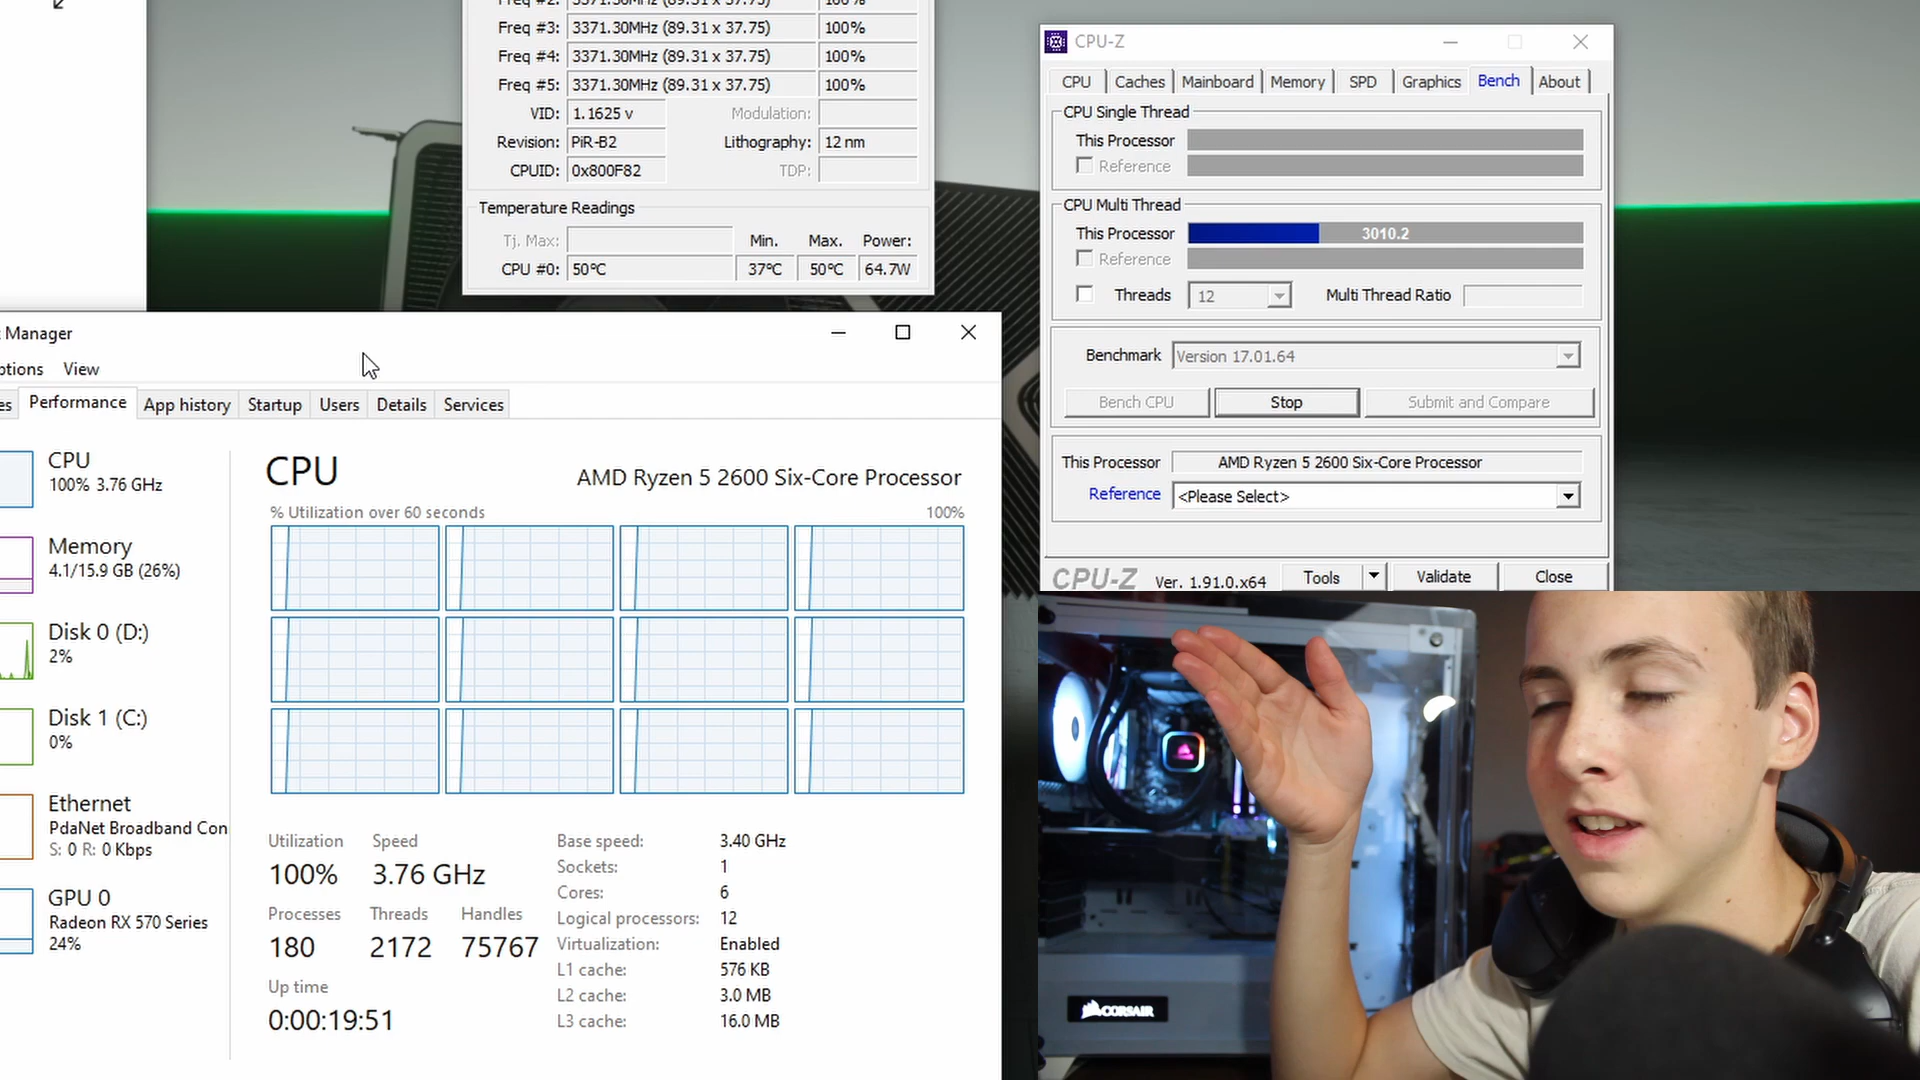 Freq #2: 3371.30MHz (89.31 x 37.75) 100%
Freq #3: 3371.30MHz (89.31 x 37.75) 100%
Freq #4: 3371.30MHz (89.31 x 37.75) 100%
Freq #5: 3371.30MHz (89.31 x 37.75) 100%
VID: 1.1625 v Modulation:
Revision: PiR-B2 Lithography: 12 nm
CPUID: 0x800F82 TDP:
Temperature Readings
Tj. Max: Min. Max. Power:
CPU #0: 50°C 37°C 50°C 64.7W
CPU-Z
CPU Caches Mainboard Memory SPD Graphics Bench About
CPU Single Thread
This Processor
Reference
CPU Multi Thread
This Processor 3010.2
Reference
Threads 12 Multi Thread Ratio
Benchmark Version 17.01.64
Bench CPU Stop Submit and Compare
This Processor AMD Ryzen 5 2600 Six-Core Processor
Reference <Please Select>
CPU-Z Ver. 1.91.0.x64 Tools Validate Close
Manager
ptions View
es Performance App history Startup Users Details Services
CPU
100% 3.76 GHz
Memory
4.1/15.9 GB (26%)
Disk 0 (D:)
2%
Disk 1 (C:)
0%
Ethernet
PdaNet Broadband Con
S: 0 R: 0 Kbps
GPU 0
Radeon RX 570 Series
24%
CPU AMD Ryzen 5 2600 Six-Core Processor
% Utilization over 60 seconds 100%
Utilization Speed
100% 3.76 GHz
Processes Threads Handles
180 2172 75767
Up time
0:00:19:51
Base speed: 3.40 GHz
Sockets: 1
Cores: 6
Logical processors: 12
Virtualization: Enabled
L1 cache: 576 KB
L2 cache: 3.0 MB
L3 cache: 16.0 MB
CORSAIR